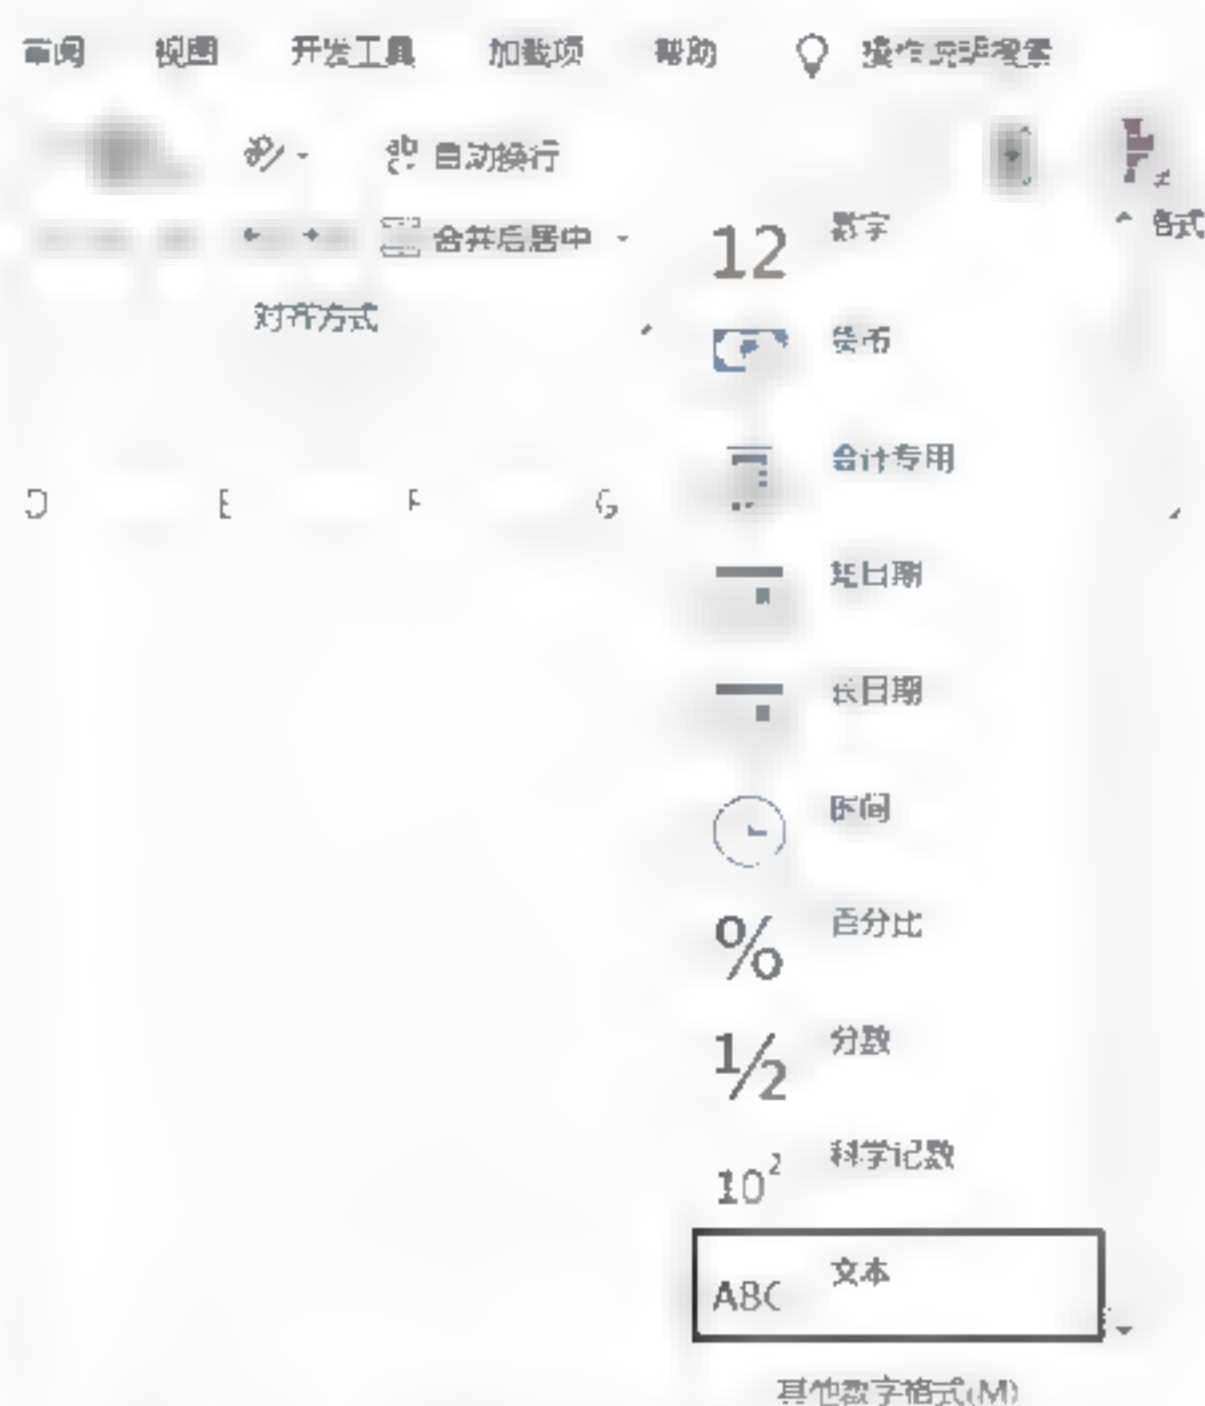 审阅 视图 开发工具 加载项 帮助 操作说明搜索
ab 自动换行
合并后居中
对齐方式
12 数字
格式
货币
会计专用
D E F G
短日期
长日期
时间
% 百分比
½ 分数
10² 科学记数
ABC 文本
其他数字格式(M)